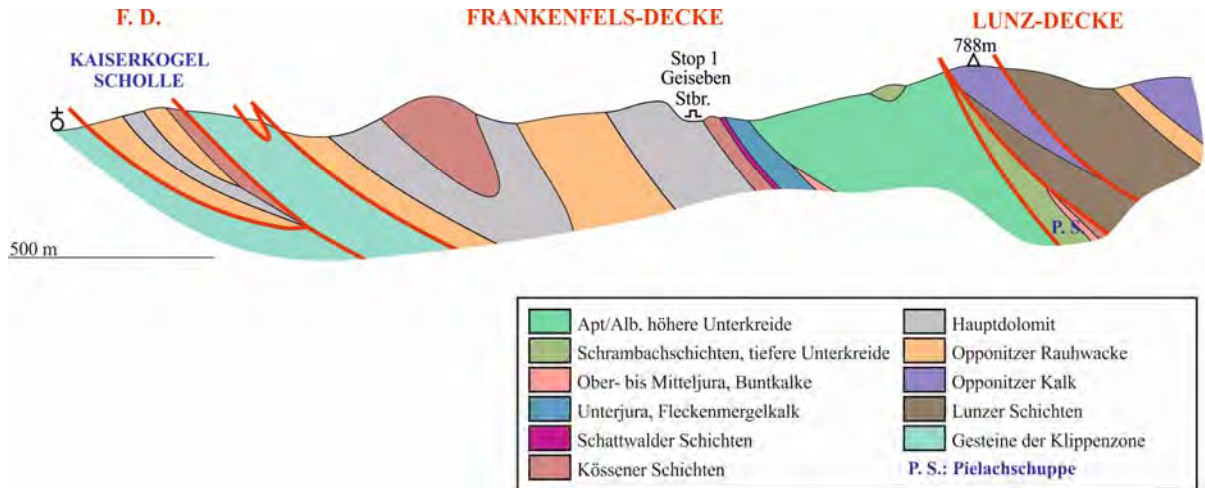 F. D.
FRANKENFELS-DECKE
LUNZ-DECKE
KAISERKOGEL
SCHOLLE
Stop 1
Geiseben
Stbr.
788m
P. S.
500 m
Apt/Alb. höhere Unterkreide
Schrambachschichten, tiefere Unterkreide
Ober- bis Mitteljura, Buntkalke
Unterjura, Fleckenmergelkalk
Schattwalder Schichten
Kössener Schichten
Hauptdolomit
Opponitzer Rauhwacke
Opponitzer Kalk
Lunzer Schichten
Gesteine der Klippenzone
P. S.: Pielachschuppe